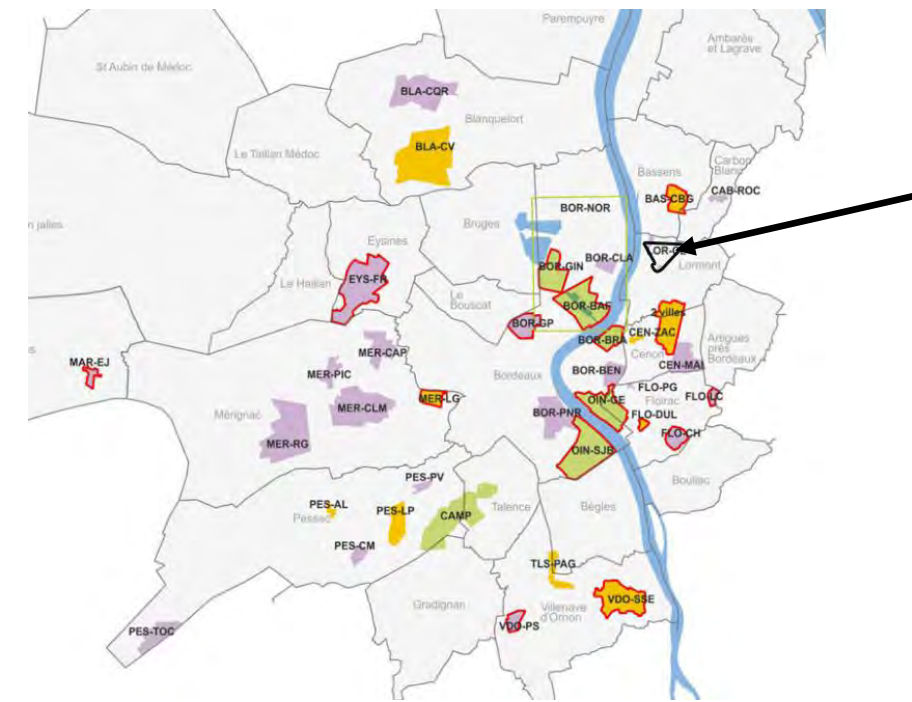 Parempuyre
Ambarès
et Lagrave
St Aubin de Médoc
BLA-CQR
Blanquefort
Le Taillan Médoc
BLA-CV
Bassens
Carbon
Blanc
CAB-ROC
BAS-CBG
BOR-NOR
Bruges
n jalles
Eysines
BOR-CLA
Lormont
BOR-GIN
EYS-FR
Le Haillan
Le
Bouscat
BOR-BAF
2 villes
BOR-GP
CEN-ZAC
BOR-BRA
Artigues
près
Bordeaux
Cenon
MER-CAP
MAR-EJ
CEN-MAI
MER-PIC
Bordeaux
BOR-BEN
FLO-PG
MER-LG
FLO-LC
Floirac
OIN-GE
MER-CLM
BOR-PNR
FLO-DUL
Mérignac
FLO-CH
MER-RG
OIN-SJB
PES-PV
Bouliac
PES-AL
PES-LP
CAMP
Talence
Bègles
Pessac
PES-CM
TLS-PAG
Gradignan
VDO-SSE
Villenave
d'Ornon
VDO-PS
PES-TOC